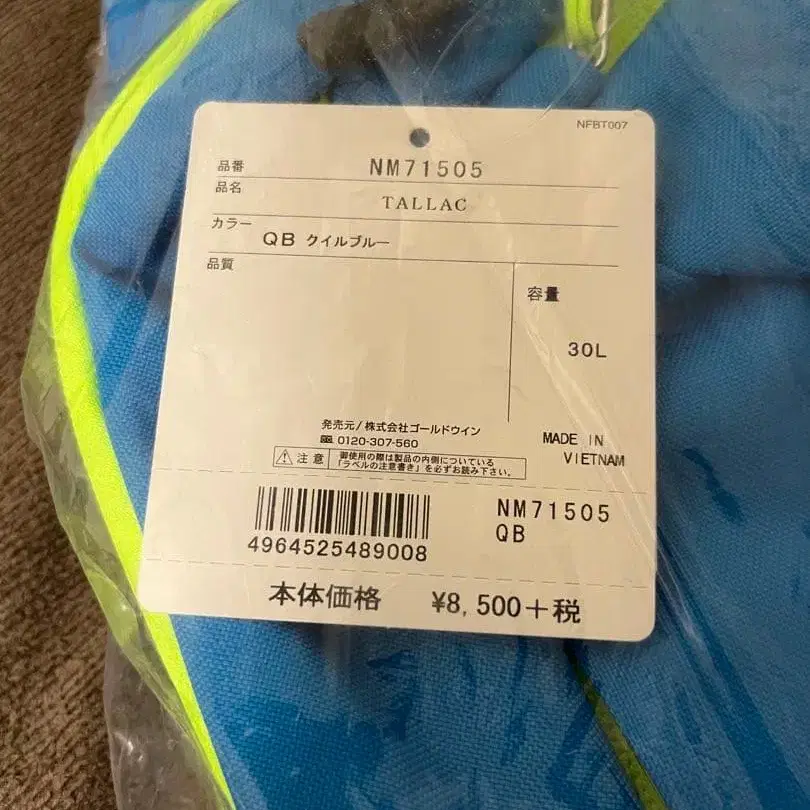 NFBT007
品番 NM71505
品名 TALLAC
カラー QB クイルブルー
品質
容量
30L
発売元/株式会社ゴールドウイン
0120-307-560
MADE IN
VIETNAM
注意 御使用の際は製品の内側についている
「ラベルの注意書き」を必ずお読み下さい。
NM71505
QB
4964525489008
本体価格 ¥8,500+税